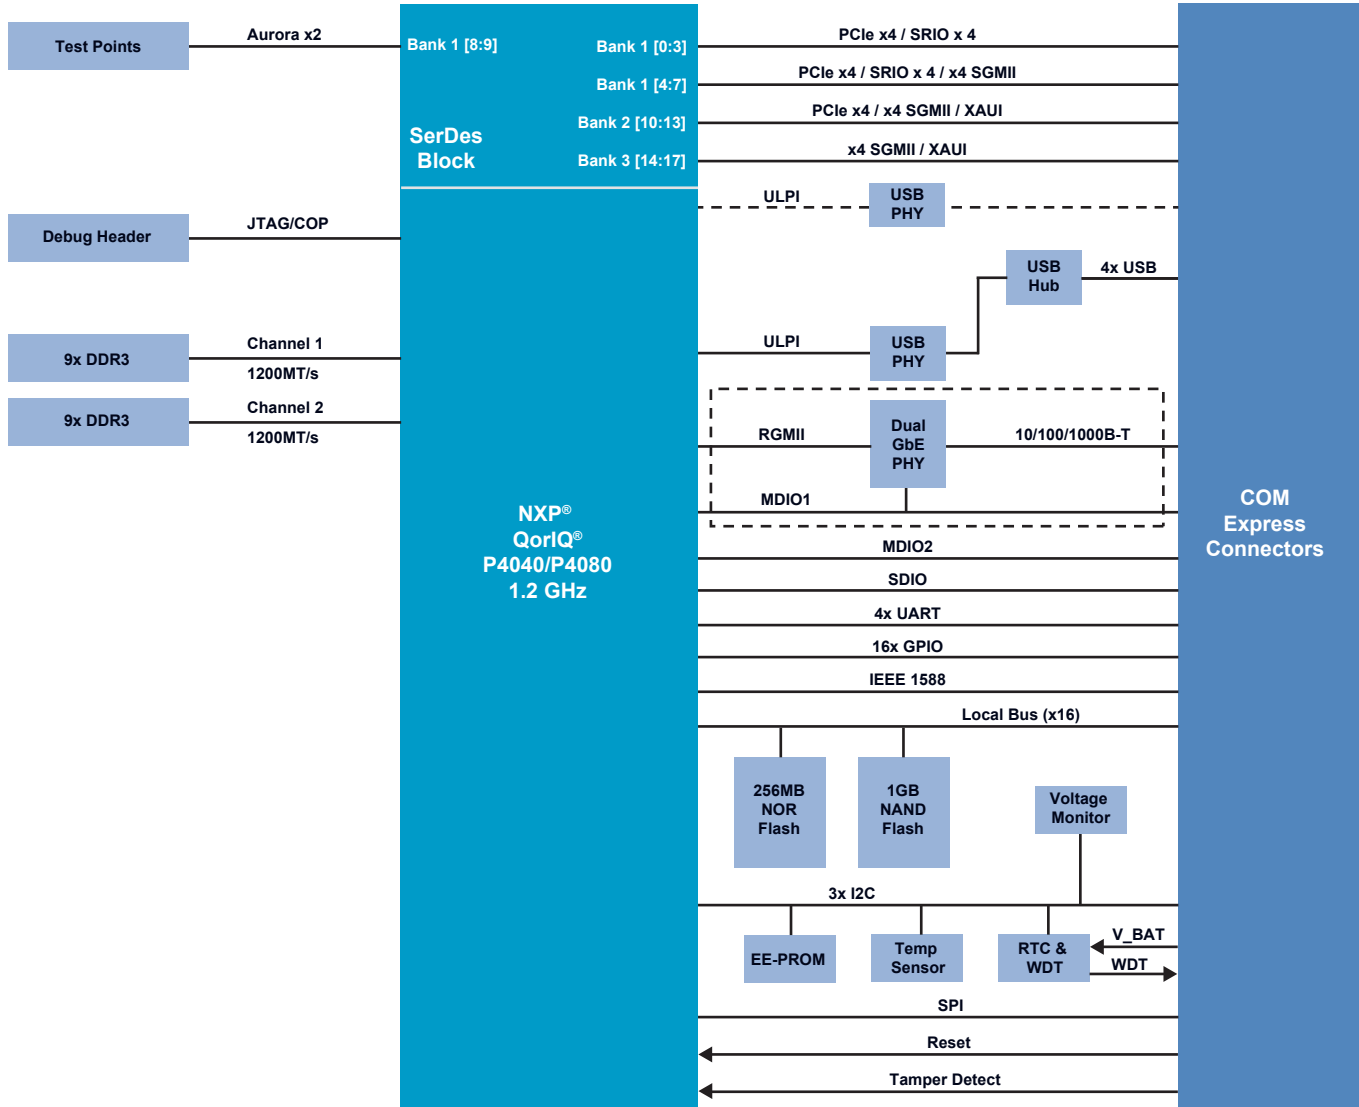 Test Points
Aurora x2
Bank 1 [8:9]
Bank 1 [0:3]
PCIe x4 / SRIO x 4
Bank 1 [4:7]
PCIe x4 / SRIO x 4 / x4 SGMII
Bank 2 [10:13]
PCIe x4 / x4 SGMII / XAUI
SerDes
Block
Bank 3 [14:17]
x4 SGMII / XAUI
ULPI
USB
PHY
Debug Header
JTAG/COP
USB
Hub
4x USB
9x DDR3
Channel 1
1200MT/s
ULPI
USB
PHY
9x DDR3
Channel 2
1200MT/s
RGMII
Dual
GbE
PHY
10/100/1000B-T
MDIO1
NXP®
QorIQ®
P4040/P4080
1.2 GHz
COM
Express
Connectors
MDIO2
SDIO
4x UART
16x GPIO
IEEE 1588
Local Bus (x16)
256MB
NOR
Flash
1GB
NAND
Flash
Voltage
Monitor
3x I2C
EE-PROM
Temp
Sensor
RTC &
WDT
V_BAT
WDT
SPI
Reset
Tamper Detect